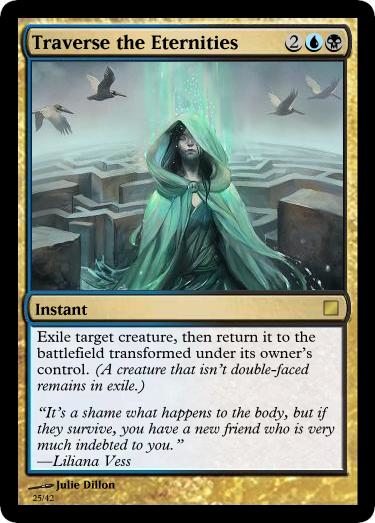 Traverse the Eternities 2
Instant
Exile target creature, then return it to the
battlefield transformed under its owner's
control. (A creature that isn't double-faced
remains in exile.)
“It's a shame what happens to the body, but if
they survive, you have a new friend who is very
much indebted to you.”
—Liliana Vess
Julie Dillon
25/42